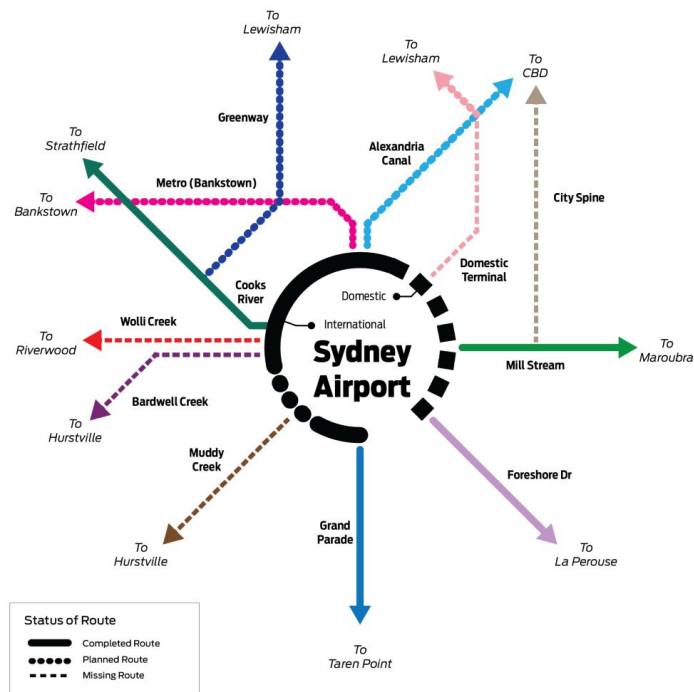 To
Lewisham
To
Lewisham
To
CBD
Greenway
To
Strathfield
Alexandria
Canal
Metro (Bankstown)
To
Bankstown
City Spine
Domestic
Terminal
Cooks
River
Domestic
International
Wolli Creek
To
Riverwood
Sydney
Airport
To
Maroubra
Mill Stream
Bardwell Creek
To
Hurstville
Muddy
Creek
Foreshore Dr
Grand
Parade
To
Hurstville
To
La Perouse
Status of Route
Completed Route
Planned Route
Missing Route
To
Taren Point